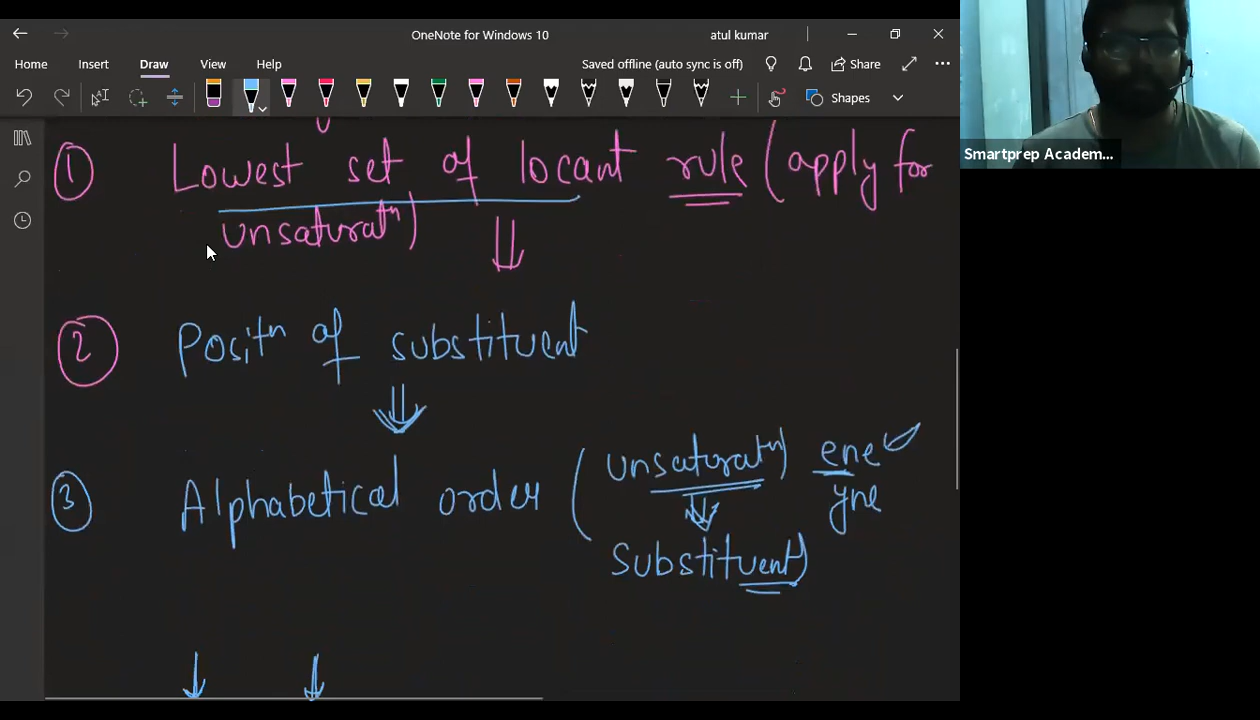 OneNote for Windows 10
atul kumar
Home Insert Draw View Help
Saved offline (auto sync is off)
Share
Shapes
Smartprep Academ...
1 Lowest set of locant rule (apply for
unsaturatn)
2 Positn of substituent
3 Alphabetical order (unsaturatn) ene
yne
substituent)